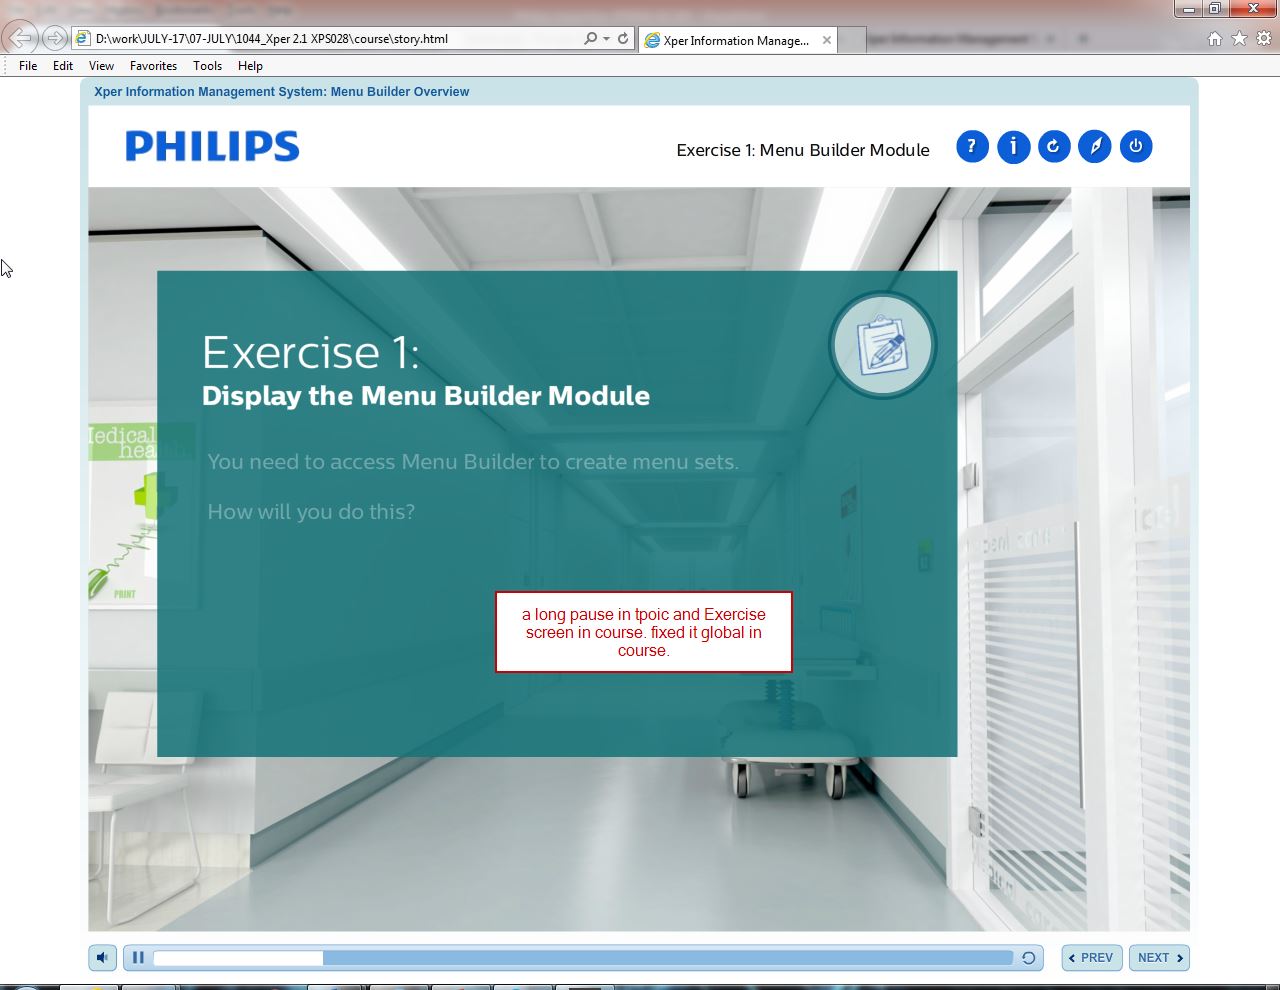 D:\work\JULY-17\07-JULY\1044_Xper 2.1 XPS028\course\story.html
Xper Information Manage...
File Edit View Favorites Tools Help
Xper Information Management System: Menu Builder Overview
PHILIPS
Exercise 1: Menu Builder Module
Exercise 1:
Display the Menu Builder Module
You need to access Menu Builder to create menu sets.
How will you do this?
Medical
health
PRINT
a long pause in tpoic and Exercise
screen in course. fixed it global in
course.
PREV
NEXT